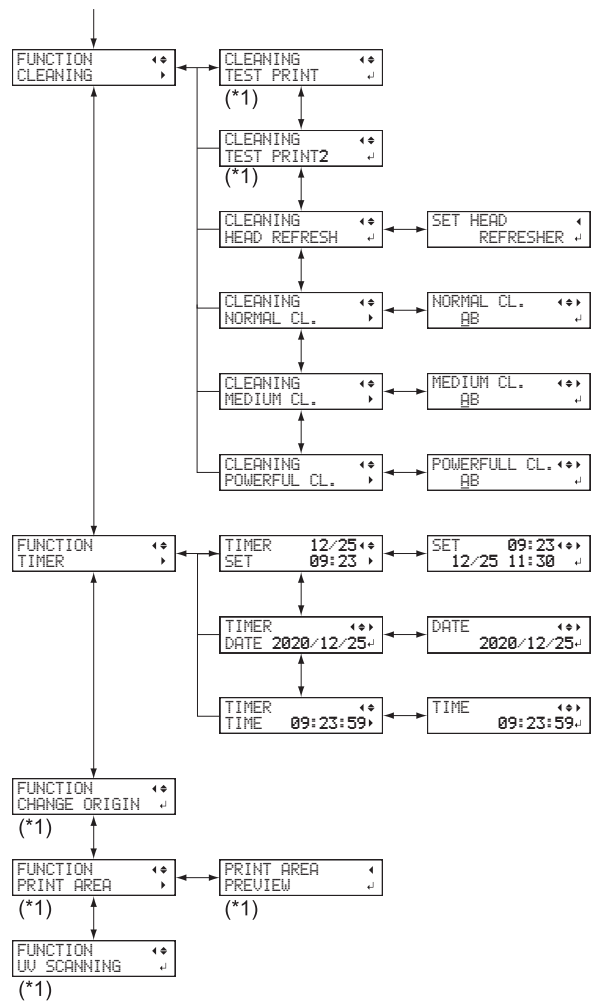 FUNCTION
CLEANING
CLEANING
TEST PRINT
(*1)
CLEANING
TEST PRINT2
(*1)
CLEANING
HEAD REFRESH
SET HEAD
REFRESHER
CLEANING
NORMAL CL.
NORMAL CL.
AB
CLEANING
MEDIUM CL.
MEDIUM CL.
AB
CLEANING
POWERFUL CL.
POWERFULL CL.
AB
FUNCTION
TIMER
TIMER 12/25
SET 09:23
SET 09:23
12/25 11:30
TIMER
DATE 2020/12/25
DATE
2020/12/25
TIMER
TIME 09:23:59
TIME
09:23:59
FUNCTION
CHANGE ORIGIN
(*1)
FUNCTION
PRINT AREA
(*1)
PRINT AREA
PREVIEW
(*1)
FUNCTION
UV SCANNING
(*1)